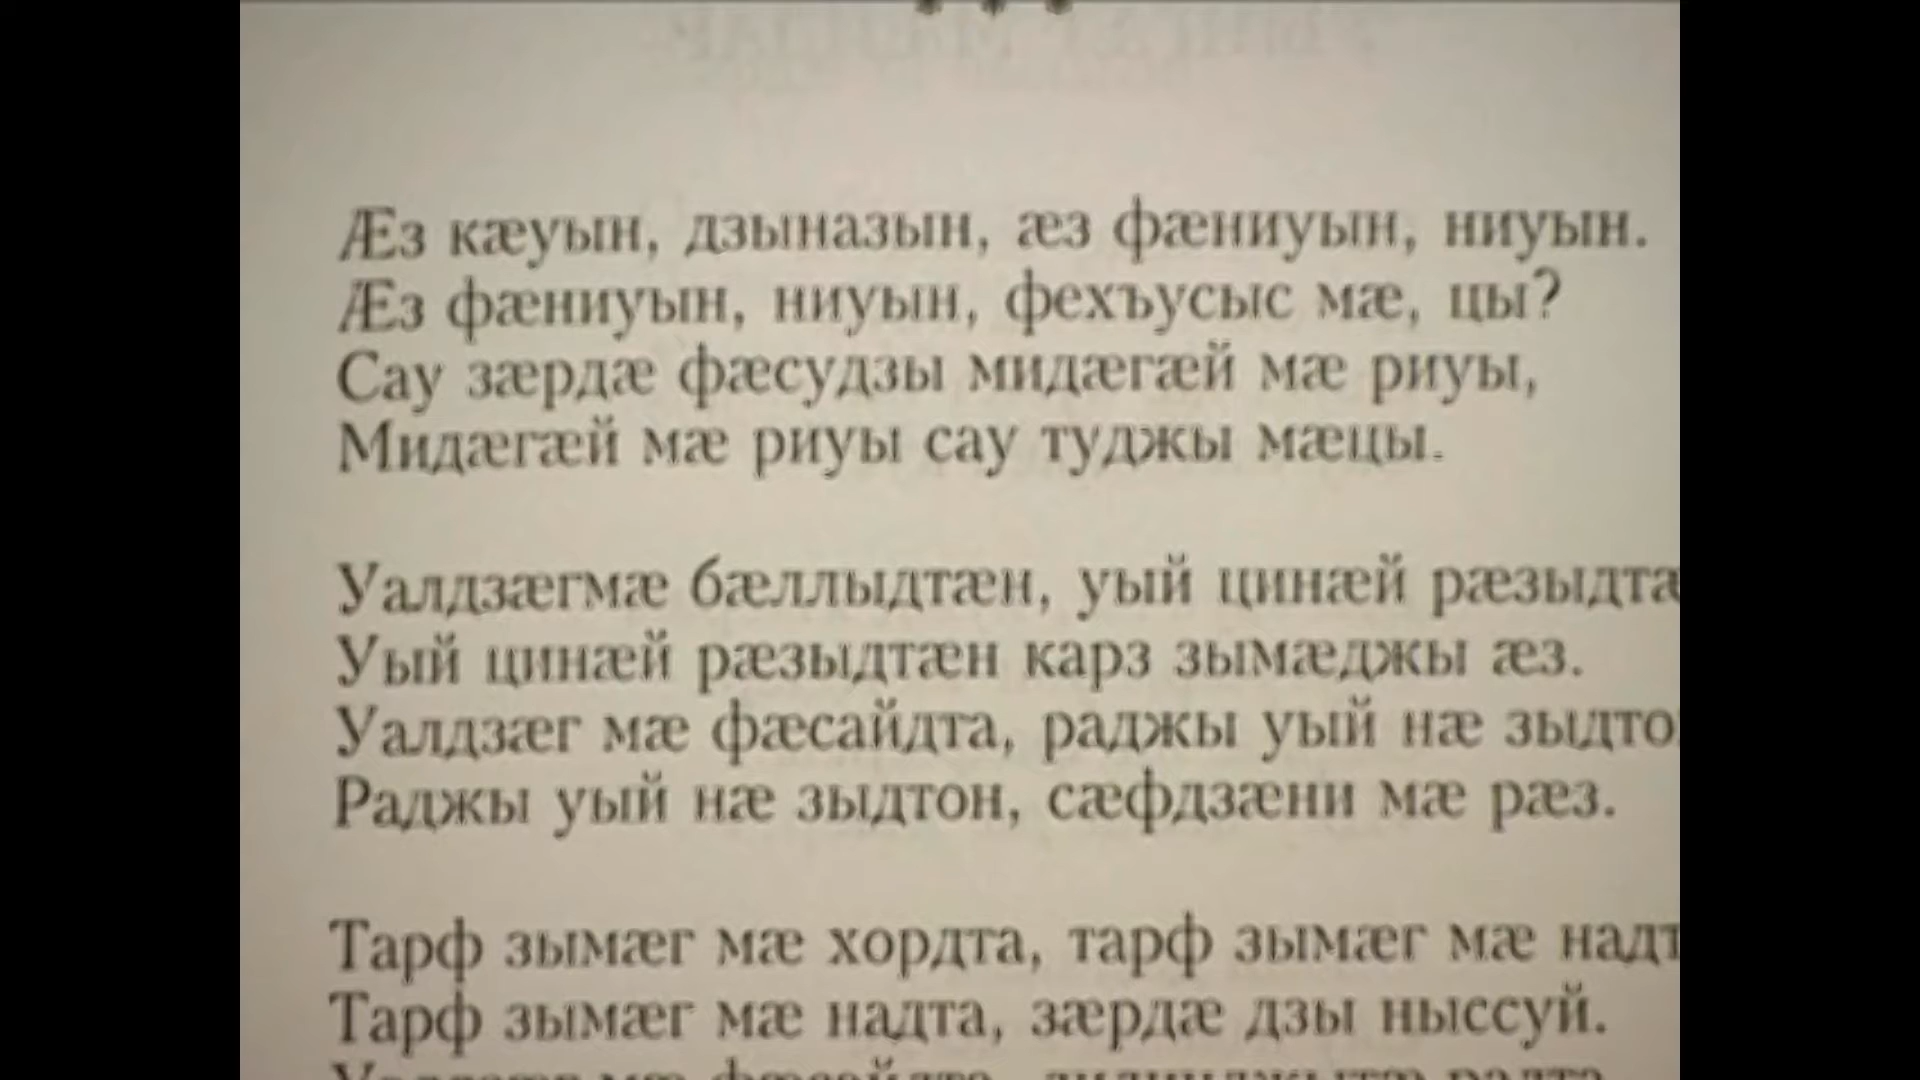 * * *
Æз кæуын, дзыназын, æз фæниуын, ниуын.
Æз фæниуын, ниуын, фехъусыс мæ, цы?
Сау зæрдæ фæсудзы мидæгæй мæ риуы,
Мидæгæй мæ риуы сау туджы мæцы.
Уалдзæгмæ бæллыдтæн, уый цинæй рæзыдтæ
Уый цинæй рæзыдтæн карз зымæджы æз.
Уалдзæг мæ фæсайдта, раджы уый нæ зыдто
Раджы уый нæ зыдтон, сæфдзæни мæ рæз.
Тарф зымæг мæ хордта, тарф зымæг мæ надт
Тарф зымæг мæ надта, зæрдæ дзы ныссуй.